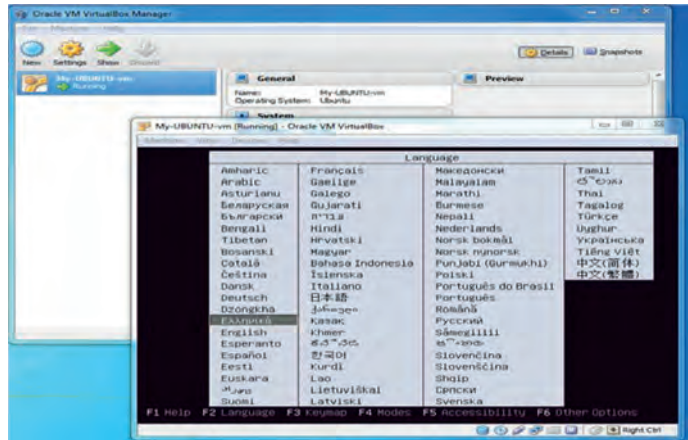 Oracle VM VirtualBox Manager
New Settings Show Discard
Details Snapshots
My-UBUNTU-vm
Running
General
Name: My-UBUNTU-vm
Operating System: Ubuntu
System
Preview
My-UBUNTU-vm [Running] - Oracle VM VirtualBox
Language
Amharic Français Македонски Tamil
Arabic Gaeilge Malayalam
Asturianu Galego Marathi Thai
Беларуская Gujarati Burmese Tagalog
Български עברית Nepali Türkçe
Bengali Hindi Nederlands Uyghur
Tibetan Hrvatski Norsk bokmål Українська
Bosanski Magyar Norsk nynorsk Tiếng Việt
Català Bahasa Indonesia Punjabi (Gurmukhi) 中文(简体)
Čeština Íslenska Polski 中文(繁體)
Dansk Italiano Português do Brasil
Deutsch 日本語 Português
Dzongkha ქართული Română
Ελληνικά Қазақ Русский
English Khmer Sámegillii
Esperanto
Español 한국어 Slovenčina
Eesti Kurdî Slovenščina
Euskara Lao Shqip
Lietuviškai Српски
Suomi Latviski Svenska
F1 Help F2 Language F3 Keymap F4 Modes F5 Accessibility F6 Other Options
Right Ctrl